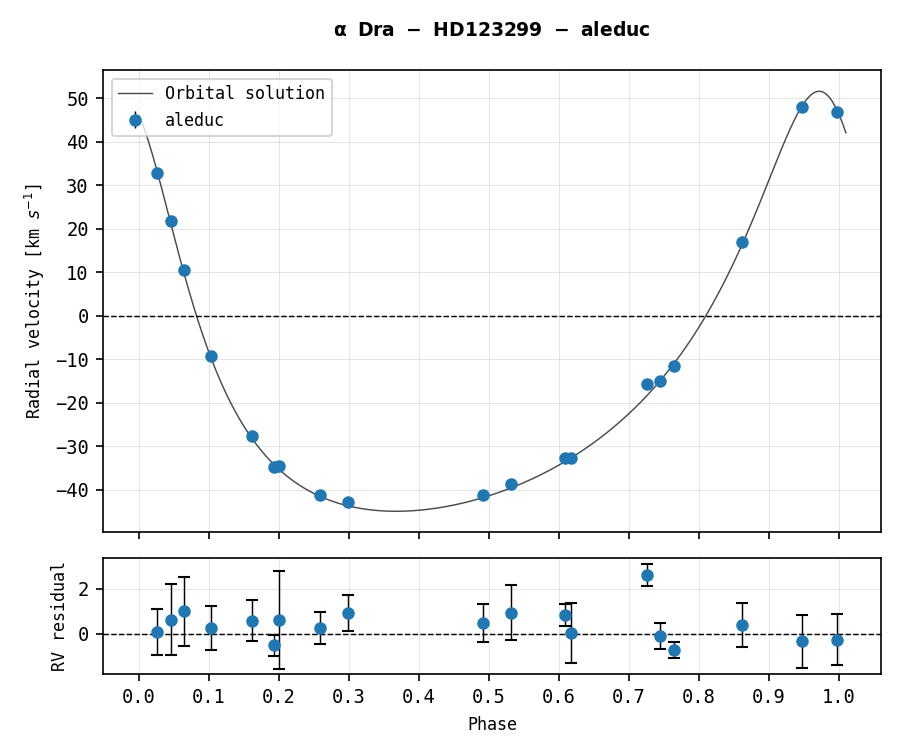 α Dra − HD123299 − aleduc
Orbital solution
aleduc
Radial velocity [km s⁻¹]
50
40
30
20
10
0
−10
−20
−30
−40
RV residual
2
0
0.0 0.1 0.2 0.3 0.4 0.5 0.6 0.7 0.8 0.9 1.0
Phase